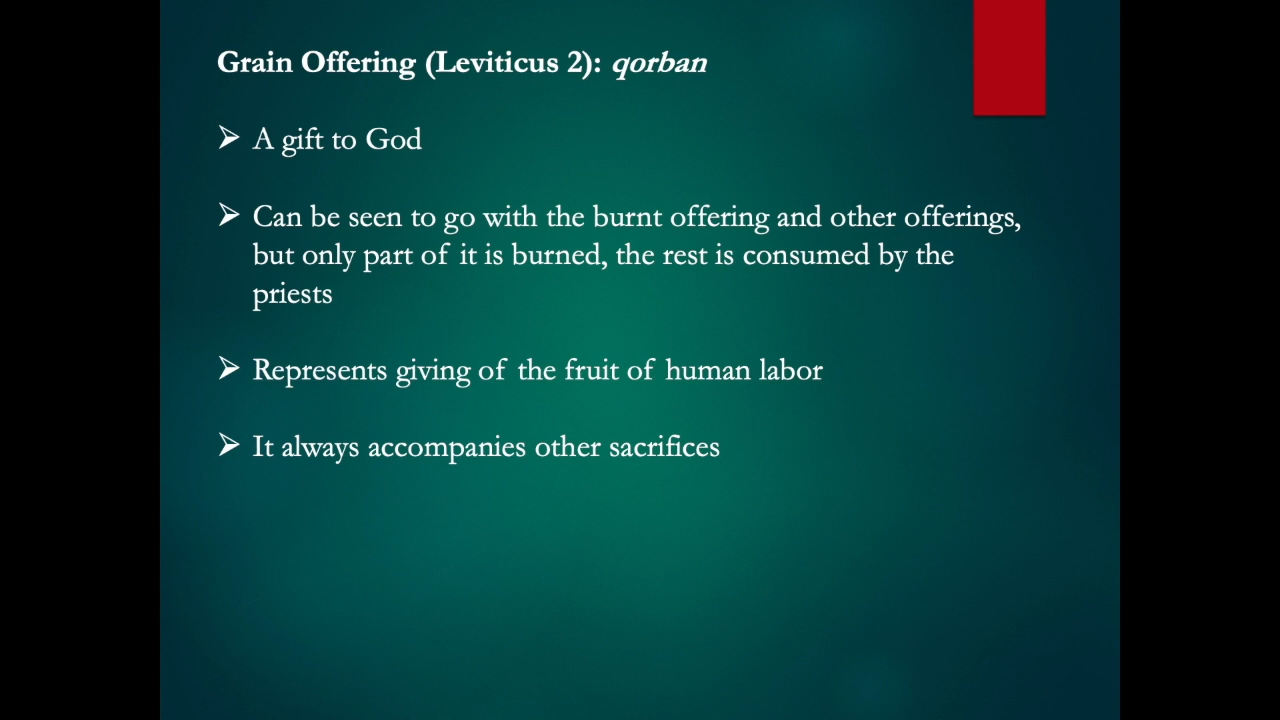 Grain Offering (Leviticus 2): qorban
➢ A gift to God
➢ Can be seen to go with the burnt offering and other offerings,
but only part of it is burned, the rest is consumed by the
priests
➢ Represents giving of the fruit of human labor
➢ It always accompanies other sacrifices